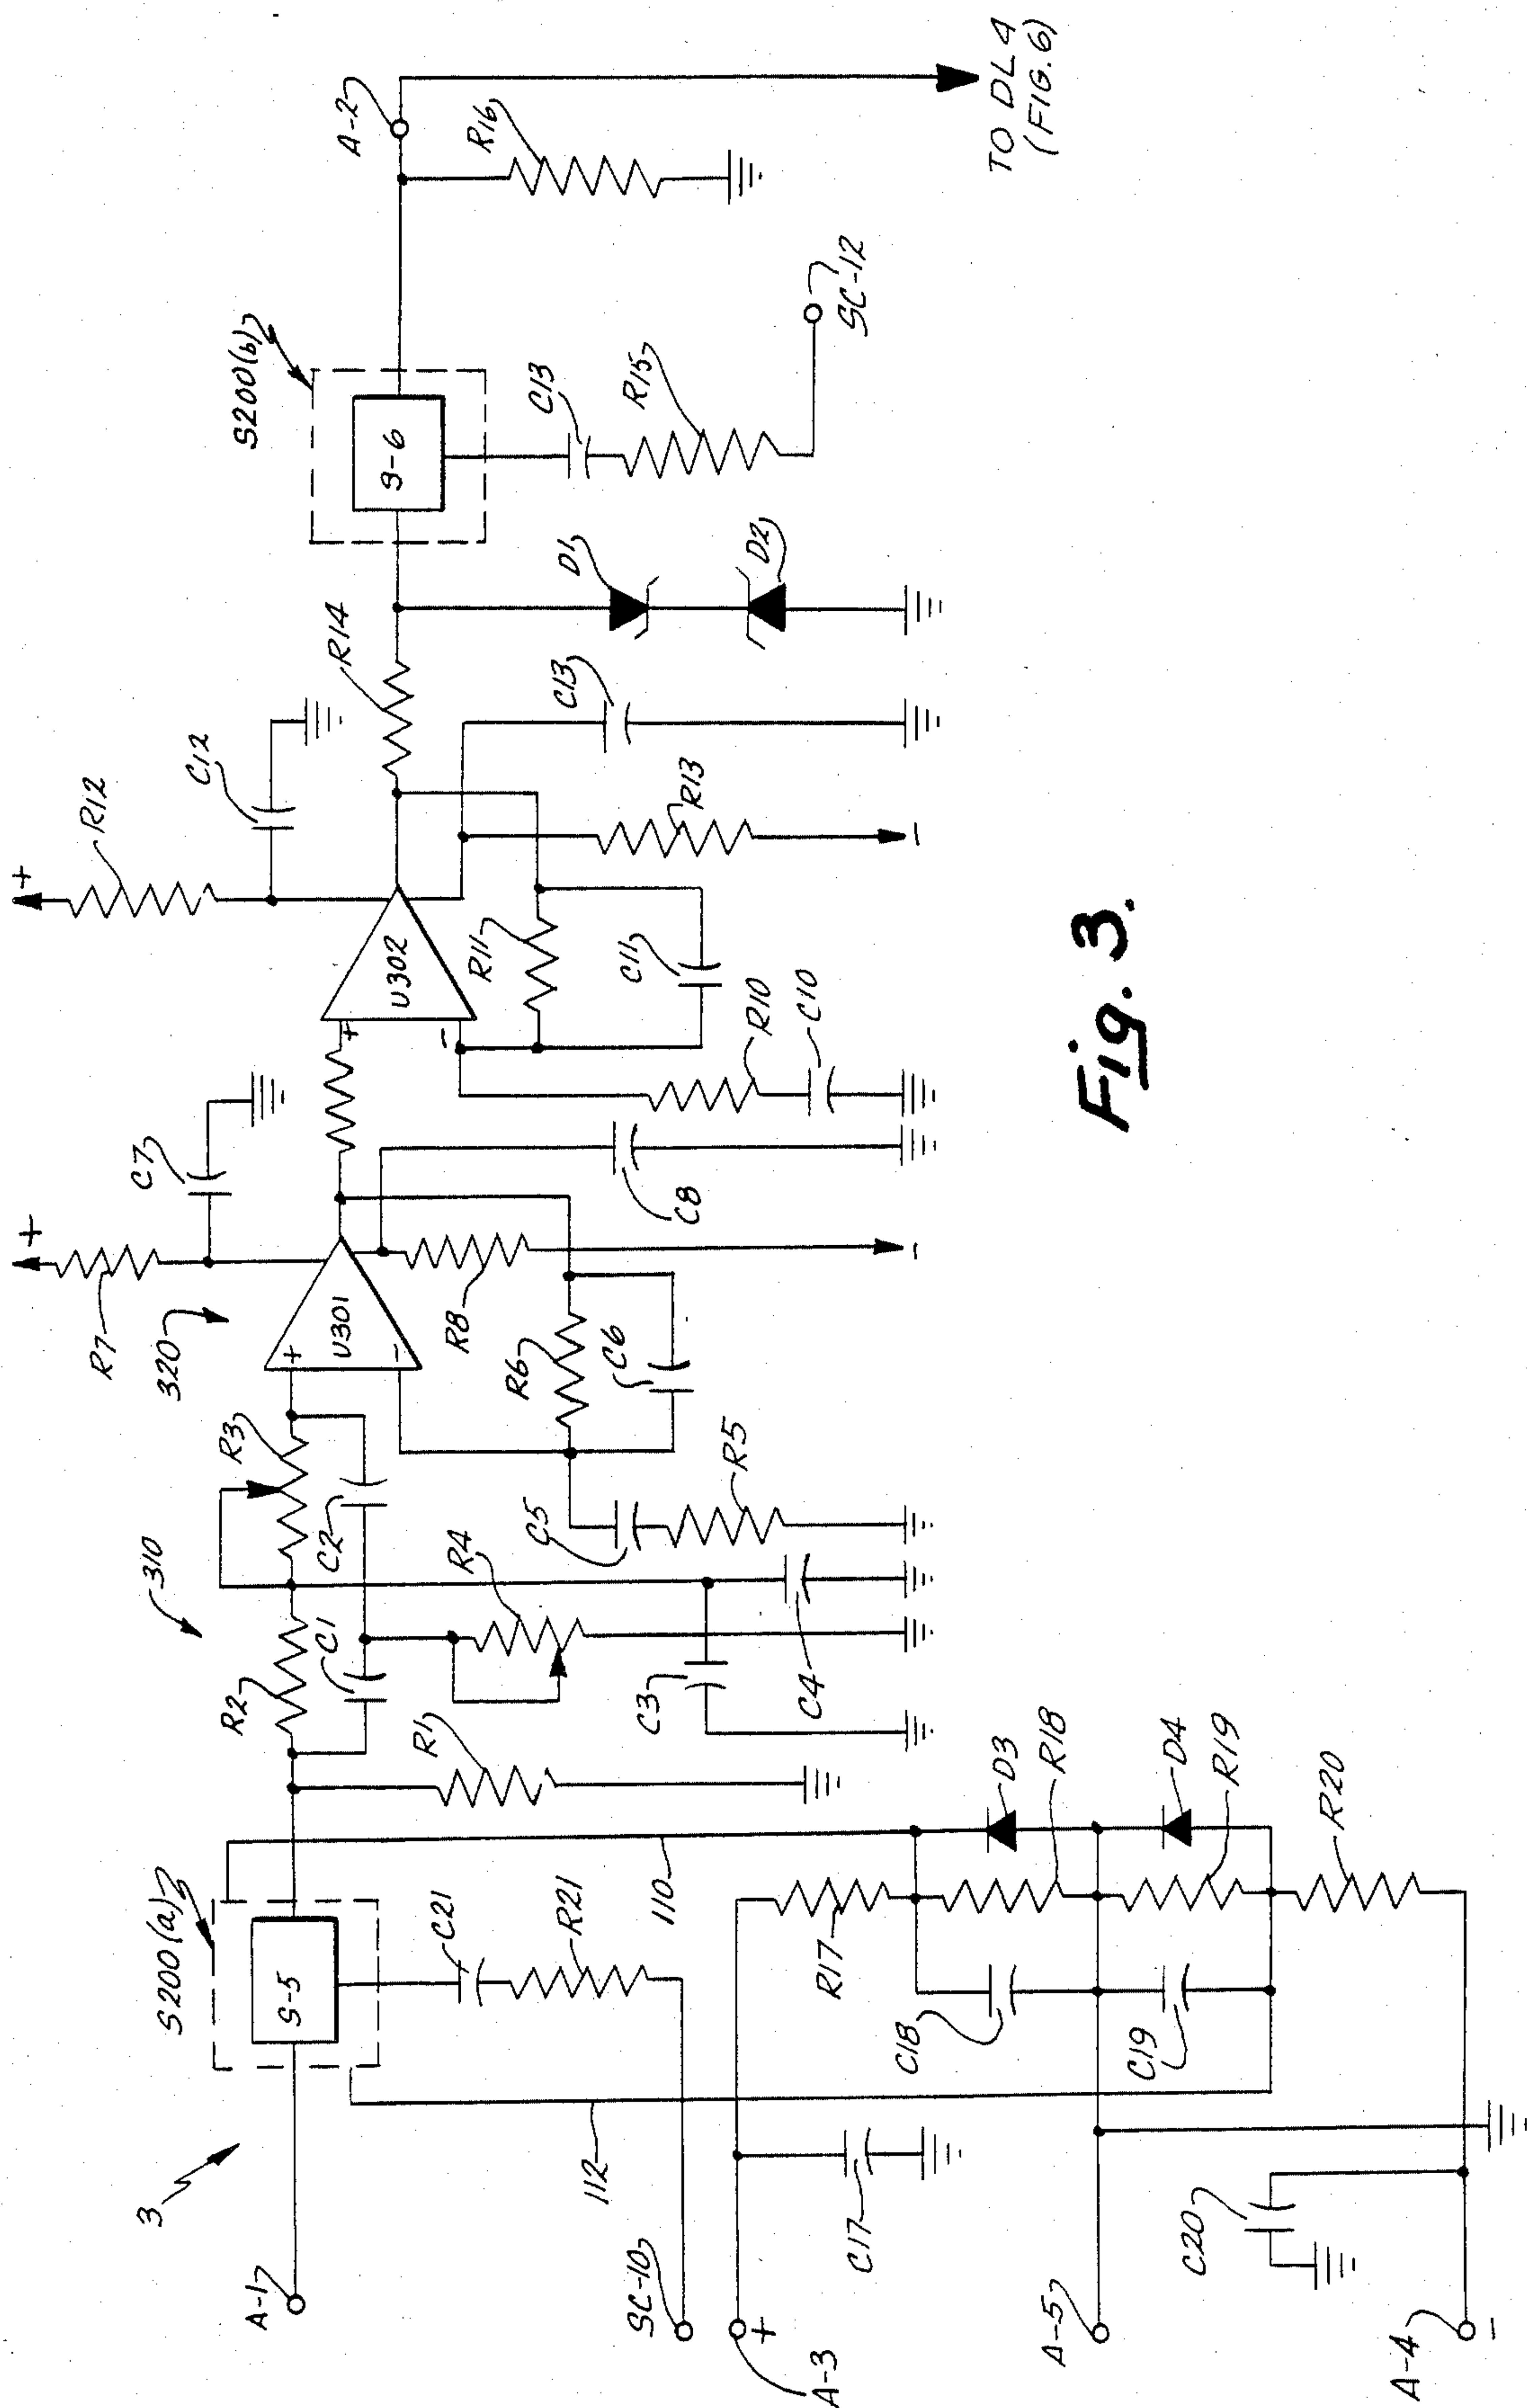 3
A-1
S200(a)
S-5
C21
R21
SC-10
112
110
R1
R2
C1
310
R3
C2
R4
C3
C4
C5
R5
320
R7
+
C7
+
U301
-
R8
-
R6
C6
C8
+
R12
C12
+
U302
-
R11
C11
R10
C10
R13
-
C13
R14
D1
D2
S200(b)
S-6
C13
R15
SC-12
A-2
R16
TO DL4
(FIG. 6)
+
A-3
C17
R17
C18
D3
R18
A-5
C19
D4
R19
R20
C20
A-4
-
Fig. 3.